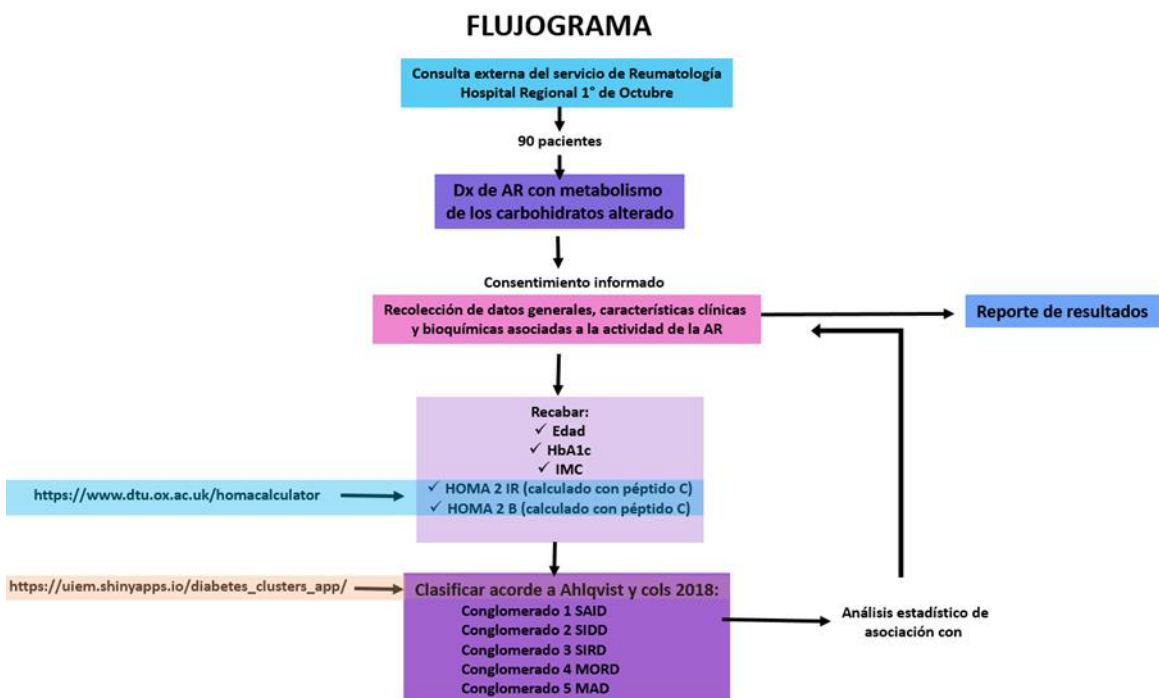 FLUJOGRAMA
Consulta externa del servicio de Reumatología
Hospital Regional 1° de Octubre
90 pacientes
Dx de AR con metabolismo
de los carbohidratos alterado
Consentimiento informado
Recolección de datos generales, características clínicas
y bioquímicas asociadas a la actividad de la AR
Reporte de resultados
Recabar:
✓ Edad
✓ HbA1c
✓ IMC
https://www.dtu.ox.ac.uk/homacalculator
✓ HOMA 2 IR (calculado con péptido C)
✓ HOMA 2 B (calculado con péptido C)
https://uiem.shinyapps.io/diabetes_clusters_app/
Clasificar acorde a Ahlqvist y cols 2018:
Conglomerado 1 SAID
Conglomerado 2 SIDD
Conglomerado 3 SIRD
Conglomerado 4 MORD
Conglomerado 5 MAD
Análisis estadístico de
asociación con